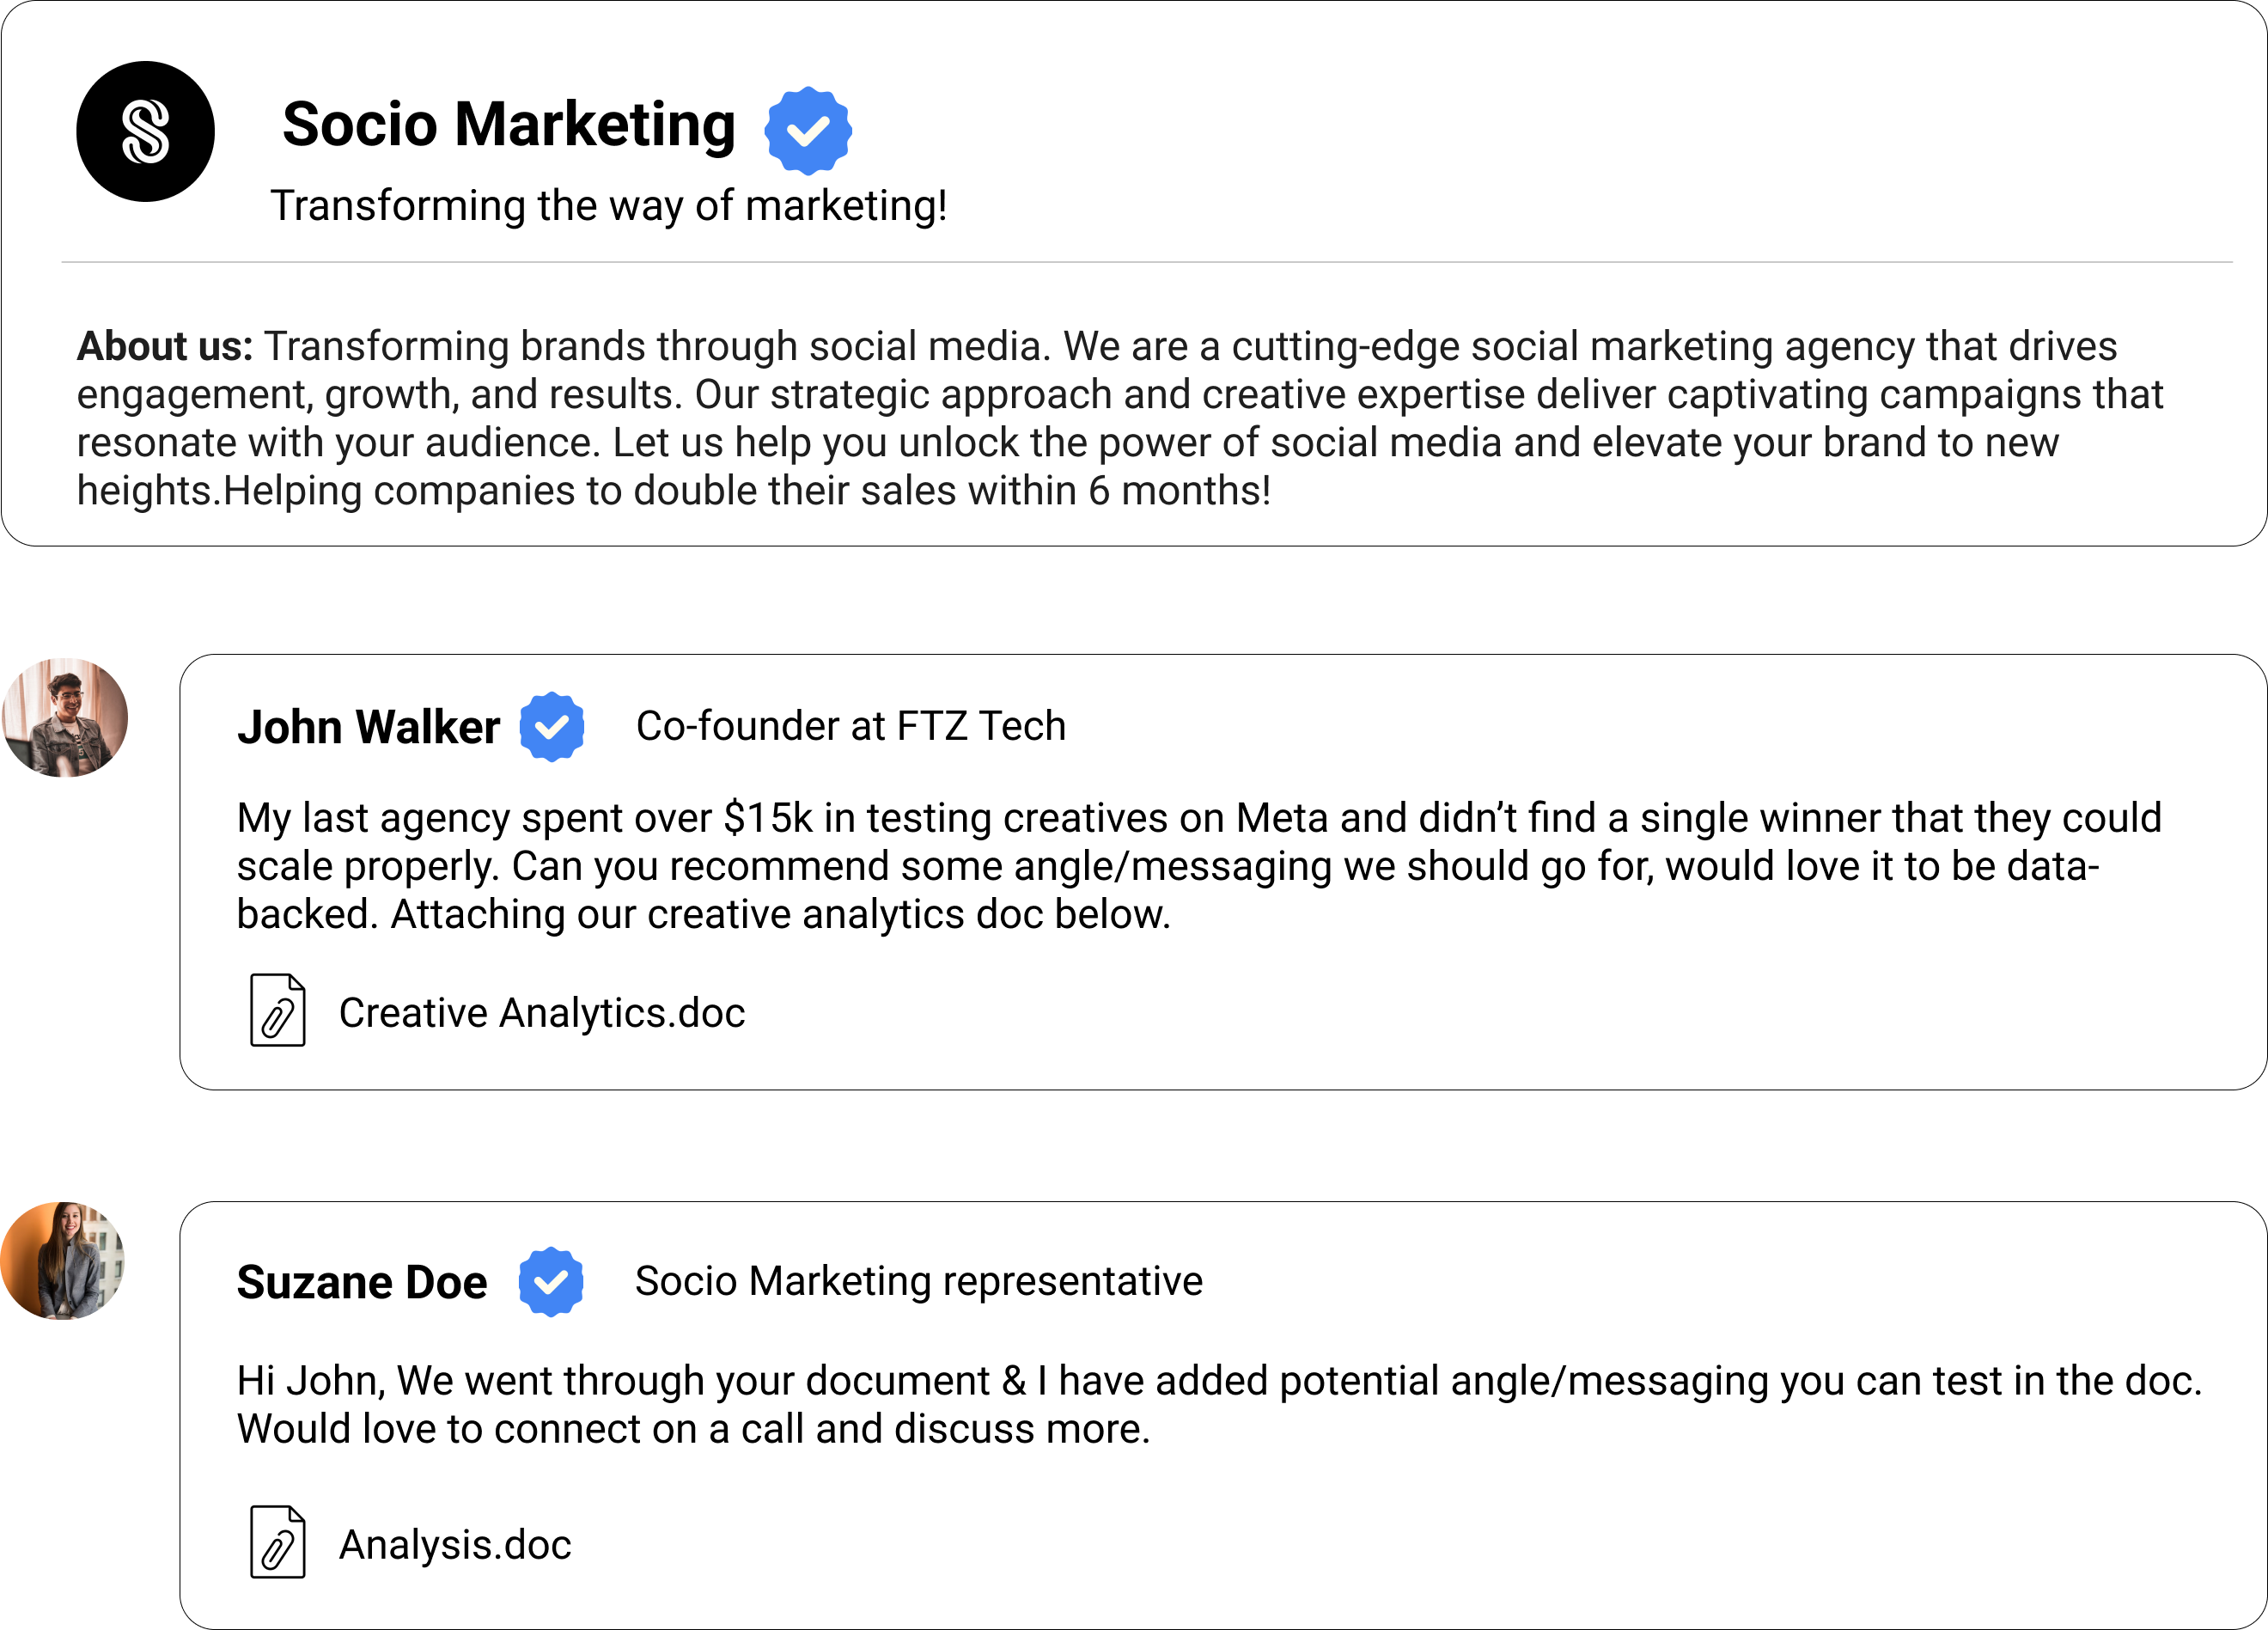 Socio Marketing
Transforming the way of marketing!
About us: Transforming brands through social media. We are a cutting-edge social marketing agency that drives
engagement, growth, and results. Our strategic approach and creative expertise deliver captivating campaigns that
resonate with your audience. Let us help you unlock the power of social media and elevate your brand to new
heights.Helping companies to double their sales within 6 months!
John Walker Co-founder at FTZ Tech
My last agency spent over $15k in testing creatives on Meta and didn’t find a single winner that they could
scale properly. Can you recommend some angle/messaging we should go for, would love it to be data-
backed. Attaching our creative analytics doc below.
Creative Analytics.doc
Suzane Doe Socio Marketing representative
Hi John, We went through your document & I have added potential angle/messaging you can test in the doc.
Would love to connect on a call and discuss more.
Analysis.doc